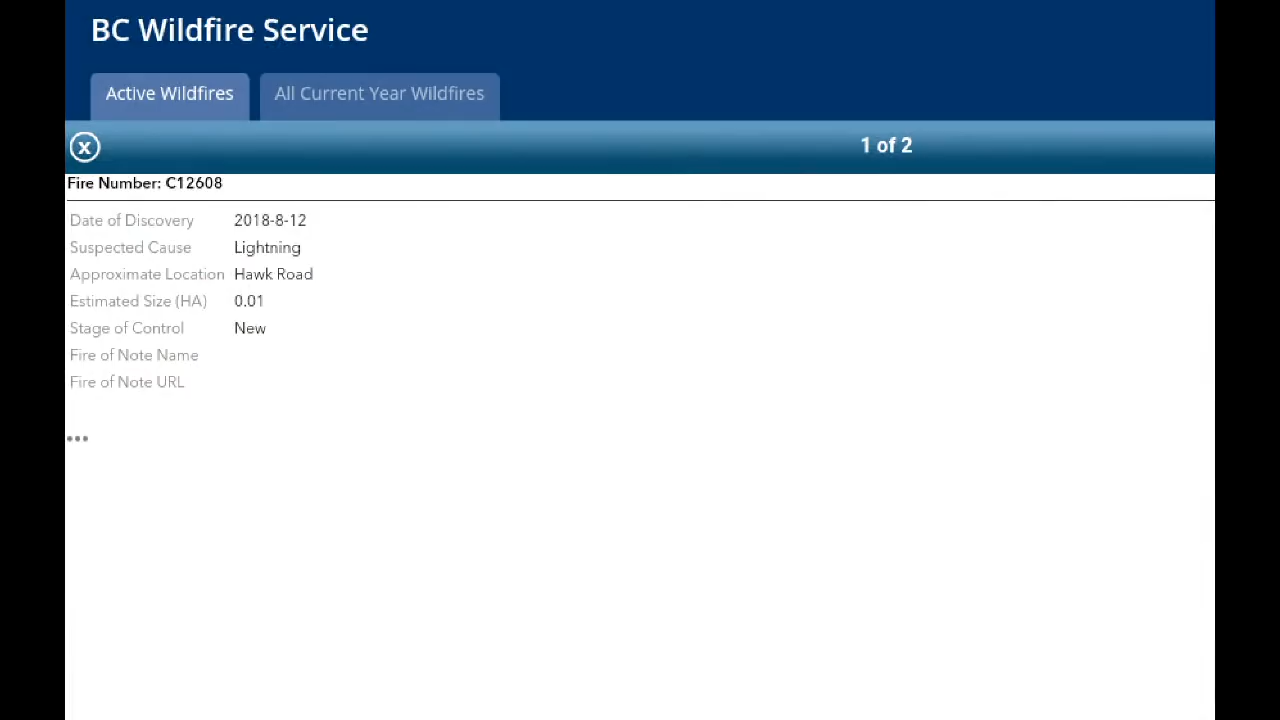 BC Wildfire Service
Active Wildfires All Current Year Wildfires
x 1 of 2
Fire Number: C12608
Date of Discovery 2018-8-12
Suspected Cause Lightning
Approximate Location Hawk Road
Estimated Size (HA) 0.01
Stage of Control New
Fire of Note Name
Fire of Note URL
•••